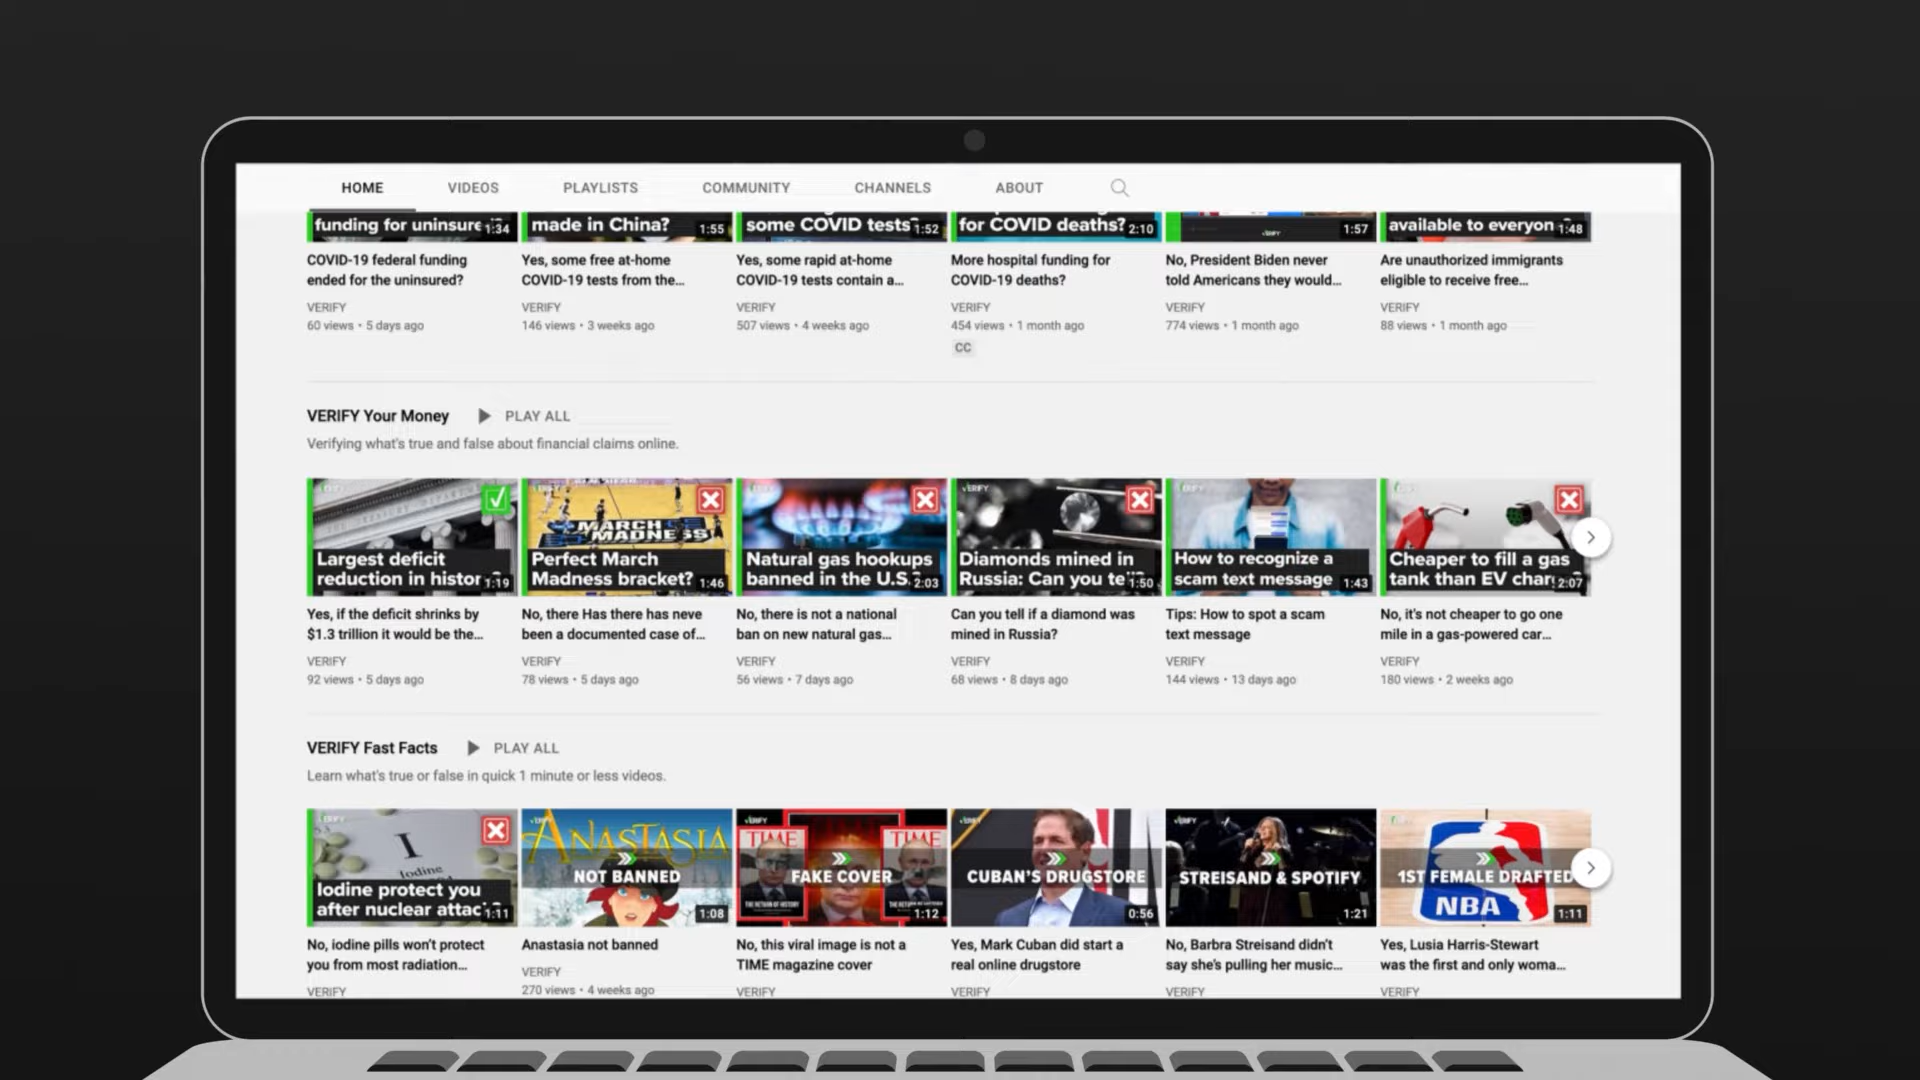 HOME VIDEOS PLAYLISTS COMMUNITY CHANNELS ABOUT
funding for uninsure 1:34
made in China? 1:55
some COVID tests? 1:52
for COVID deaths? 2:10
VERIFY 1:57
available to everyon 1:48
COVID-19 federal funding
ended for the uninsured?
VERIFY
60 views • 5 days ago
Yes, some free at-home
COVID-19 tests from the...
VERIFY
146 views • 3 weeks ago
Yes, some rapid at-home
COVID-19 tests contain a...
VERIFY
507 views • 4 weeks ago
More hospital funding for
COVID-19 deaths?
VERIFY
454 views • 1 month ago
CC
No, President Biden never
told Americans they would...
VERIFY
774 views • 1 month ago
Are unauthorized immigrants
eligible to receive free...
VERIFY
88 views • 1 month ago
VERIFY Your Money PLAY ALL
Verifying what's true and false about financial claims online.
Largest deficit
reduction in histor 1:19
Yes, if the deficit shrinks by
$1.3 trillion it would be the...
VERIFY
92 views • 5 days ago
VERIFY
MARCH
MADNESS
Perfect March
Madness bracket? 1:46
No, there Has there has neve
been a documented case of...
VERIFY
78 views • 5 days ago
VERIFY
Natural gas hookups
banned in the U.S. 2:03
No, there is not a national
ban on new natural gas...
VERIFY
56 views • 7 days ago
VERIFY
Diamonds mined in
Russia: Can you te 1:50
Can you tell if a diamond was
mined in Russia?
VERIFY
68 views • 8 days ago
VERIFY
How to recognize a
scam text message 1:43
Tips: How to spot a scam
text message
VERIFY
144 views • 13 days ago
Cheaper to fill a gas
tank than EV char 2:07
No, it's not cheaper to go one
mile in a gas-powered car...
VERIFY
180 views • 2 weeks ago
VERIFY Fast Facts PLAY ALL
Learn what's true or false in quick 1 minute or less videos.
VERIFY
I
Iodine
Iodine protect you
after nuclear attac 1:11
No, iodine pills won't protect
you from most radiation...
VERIFY
ANASTASIA
NOT BANNED
1:08
Anastasia not banned
VERIFY
270 views • 4 weeks ago
VERIFY
TIME TIME
FAKE COVER
THE RETURN OF HISTORY
1:12
No, this viral image is not a
TIME magazine cover
VERIFY
VERIFY
CUBAN'S DRUGSTORE
0:56
Yes, Mark Cuban did start a
real online drugstore
VERIFY
VERIFY
STREISAND & SPOTIFY
1:21
No, Barbra Streisand didn't
say she's pulling her music...
VERIFY
1ST FEMALE DRAFTED
NBA
1:11
Yes, Lusia Harris-Stewart
was the first and only woma...
VERIFY